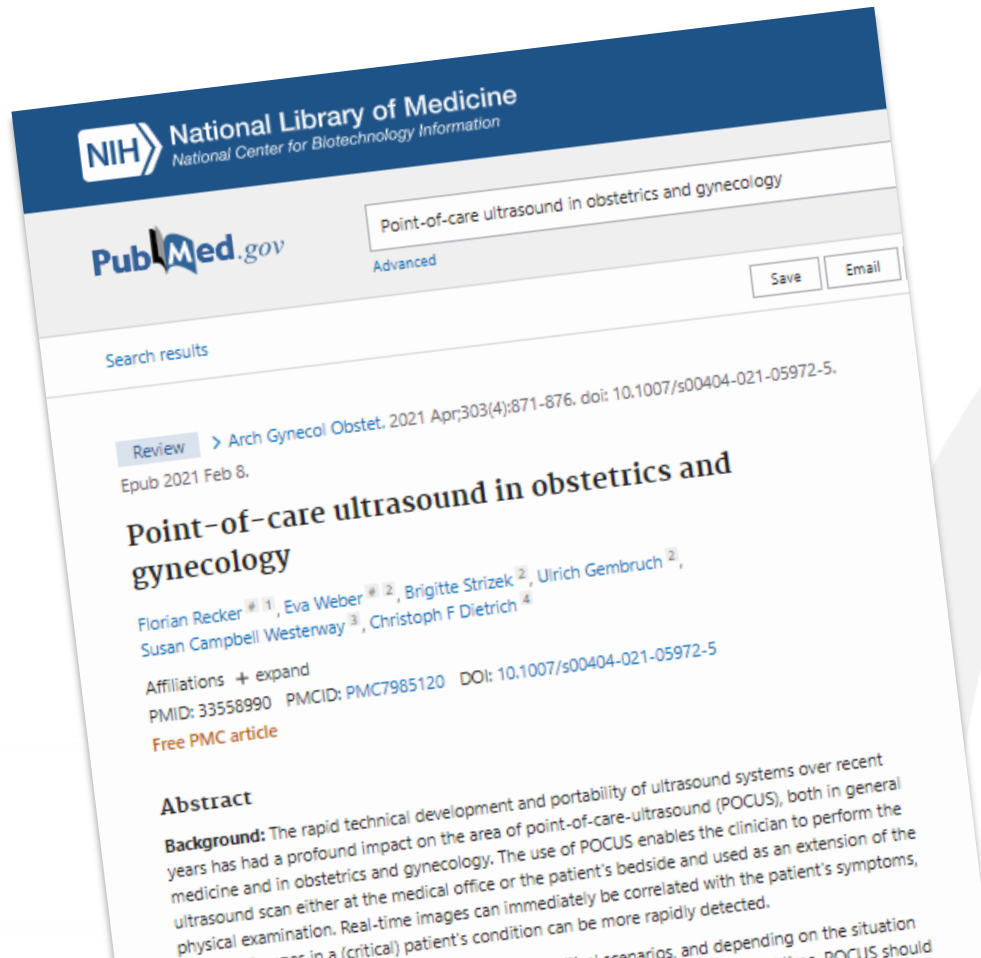 NIH National Library of Medicine
National Center for Biotechnology Information
PubMed.gov
Point-of-care ultrasound in obstetrics and gynecology
Advanced
Save Email
Search results
Review > Arch Gynecol Obstet. 2021 Apr;303(4):871-876. doi: 10.1007/s00404-021-05972-5.
Epub 2021 Feb 8.
Point-of-care ultrasound in obstetrics and
gynecology
Florian Recker # 1, Eva Weber # 2, Brigitte Strizek 2, Ulrich Gembruch 2,
Susan Campbell Westerway 3, Christoph F Dietrich 4
Affiliations + expand
PMID: 33558990 PMCID: PMC7985120 DOI: 10.1007/s00404-021-05972-5
Free PMC article
Abstract
Background: The rapid technical development and portability of ultrasound systems over recent
years has had a profound impact on the area of point-of-care-ultrasound (POCUS), both in general
medicine and in obstetrics and gynecology. The use of POCUS enables the clinician to perform the
ultrasound scan either at the medical office or the patient's bedside and used as an extension of the
physical examination. Real-time images can immediately be correlated with the patient's symptoms,
in a (critical) patient's condition can be more rapidly detected.
scenarios, and depending on the situation
POCUS should